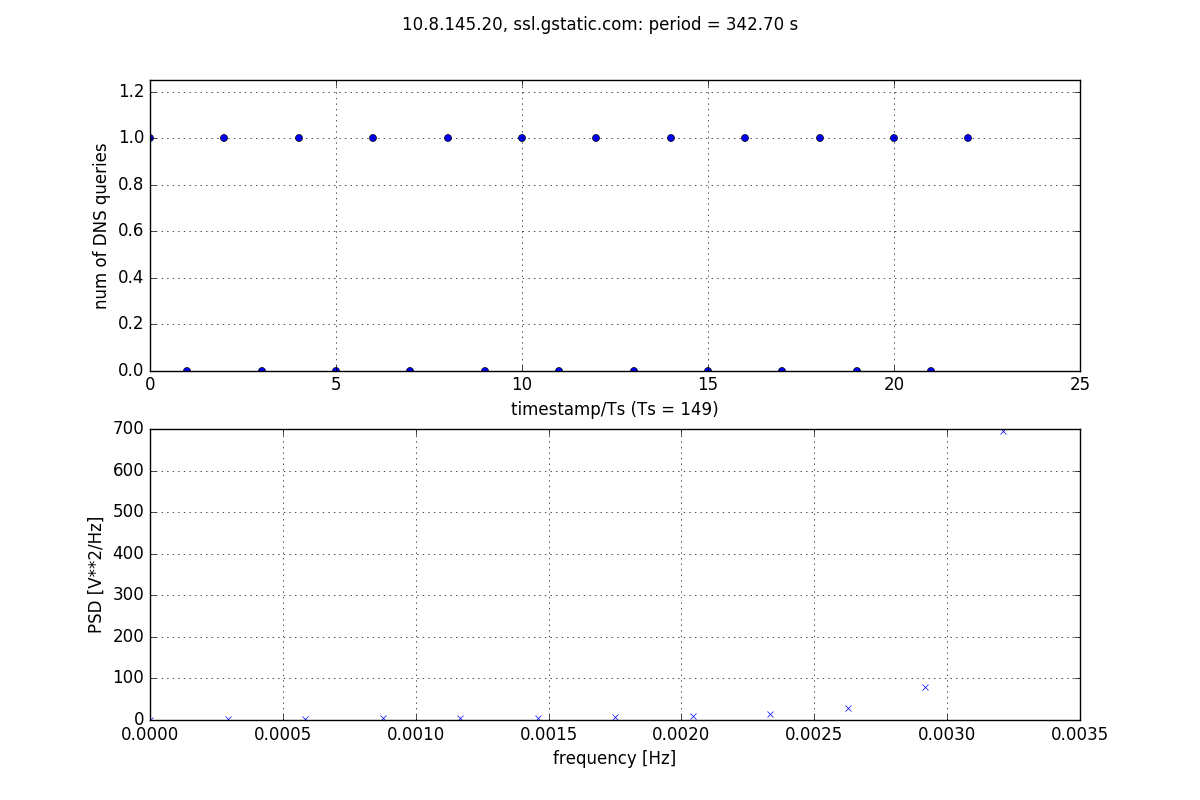 10.8.145.20, ssl.gstatic.com: period = 342.70 s
num of DNS queries
1.2
1.0
0.8
0.6
0.4
0.2
0.0
0 5 10 15 20 25
timestamp/Ts (Ts = 149)
PSD [V**2/Hz]
700
600
500
400
300
200
100
0
0.0000 0.0005 0.0010 0.0015 0.0020 0.0025 0.0030 0.0035
frequency [Hz]